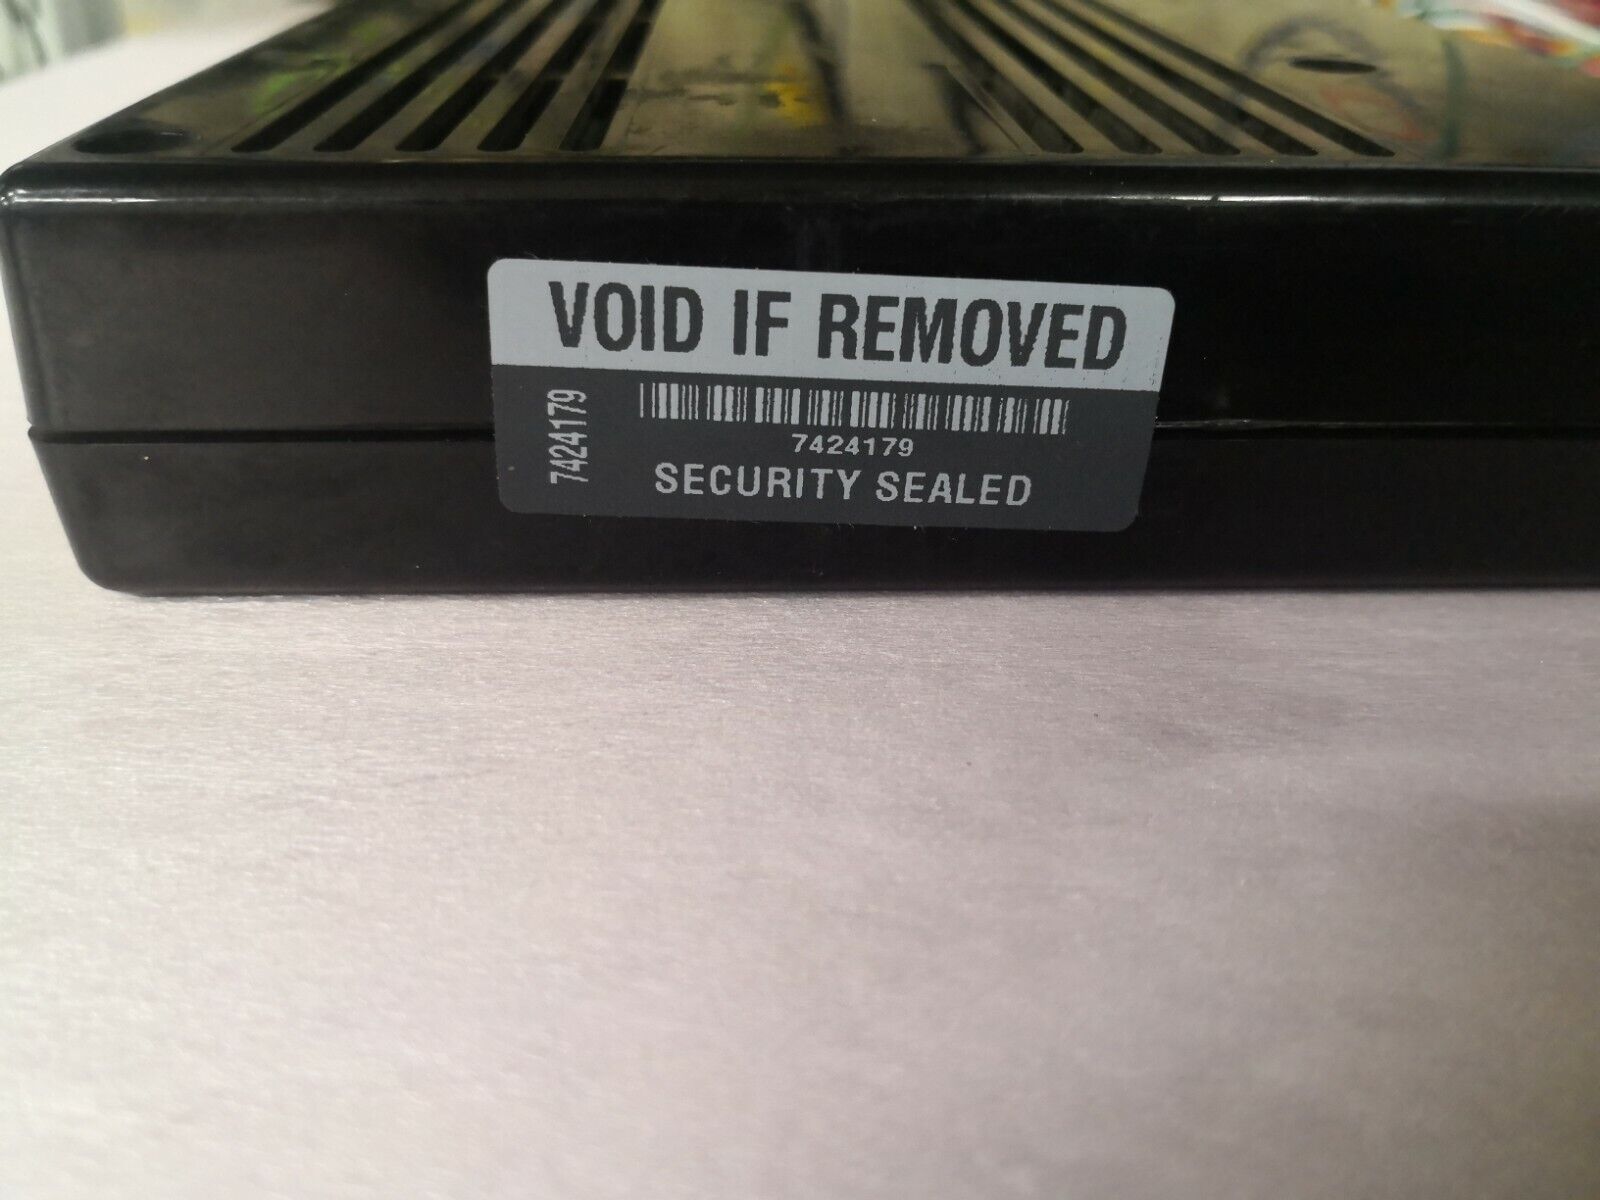 VOID IF REMOVED
7424179
7424179
SECURITY SEALED